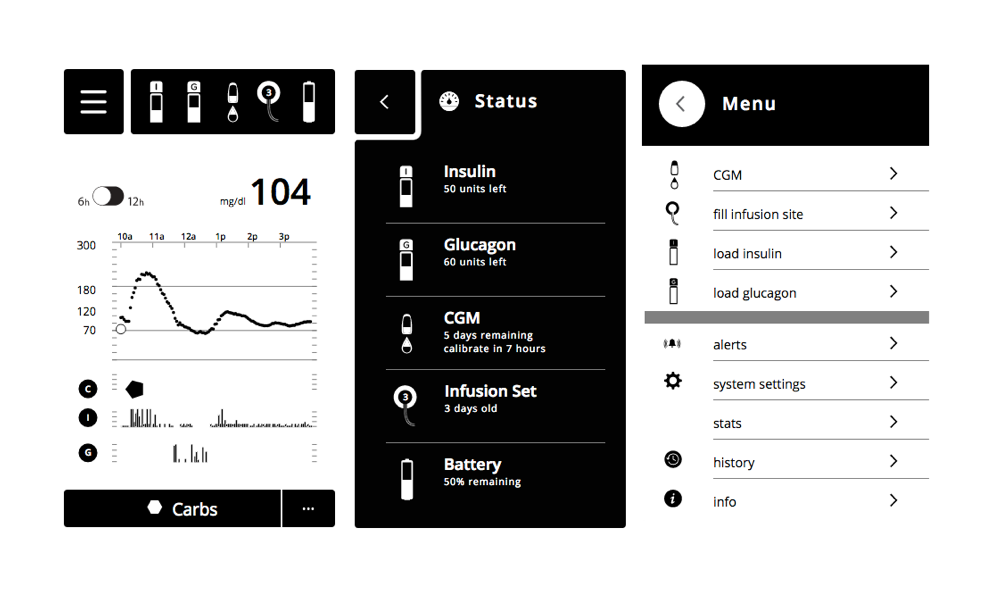 I G 3
6h 12h mg/dl 104
10a 11a 12a 1p 2p 3p
300
180
120
70
C
I
G
Carbs ...
Status
I
Insulin
50 units left
G
Glucagon
60 units left
CGM
5 days remaining
calibrate in 7 hours
3
Infusion Set
3 days old
Battery
50% remaining
Menu
CGM
fill infusion site
I
load insulin
G
load glucagon
alerts
system settings
stats
history
i
info